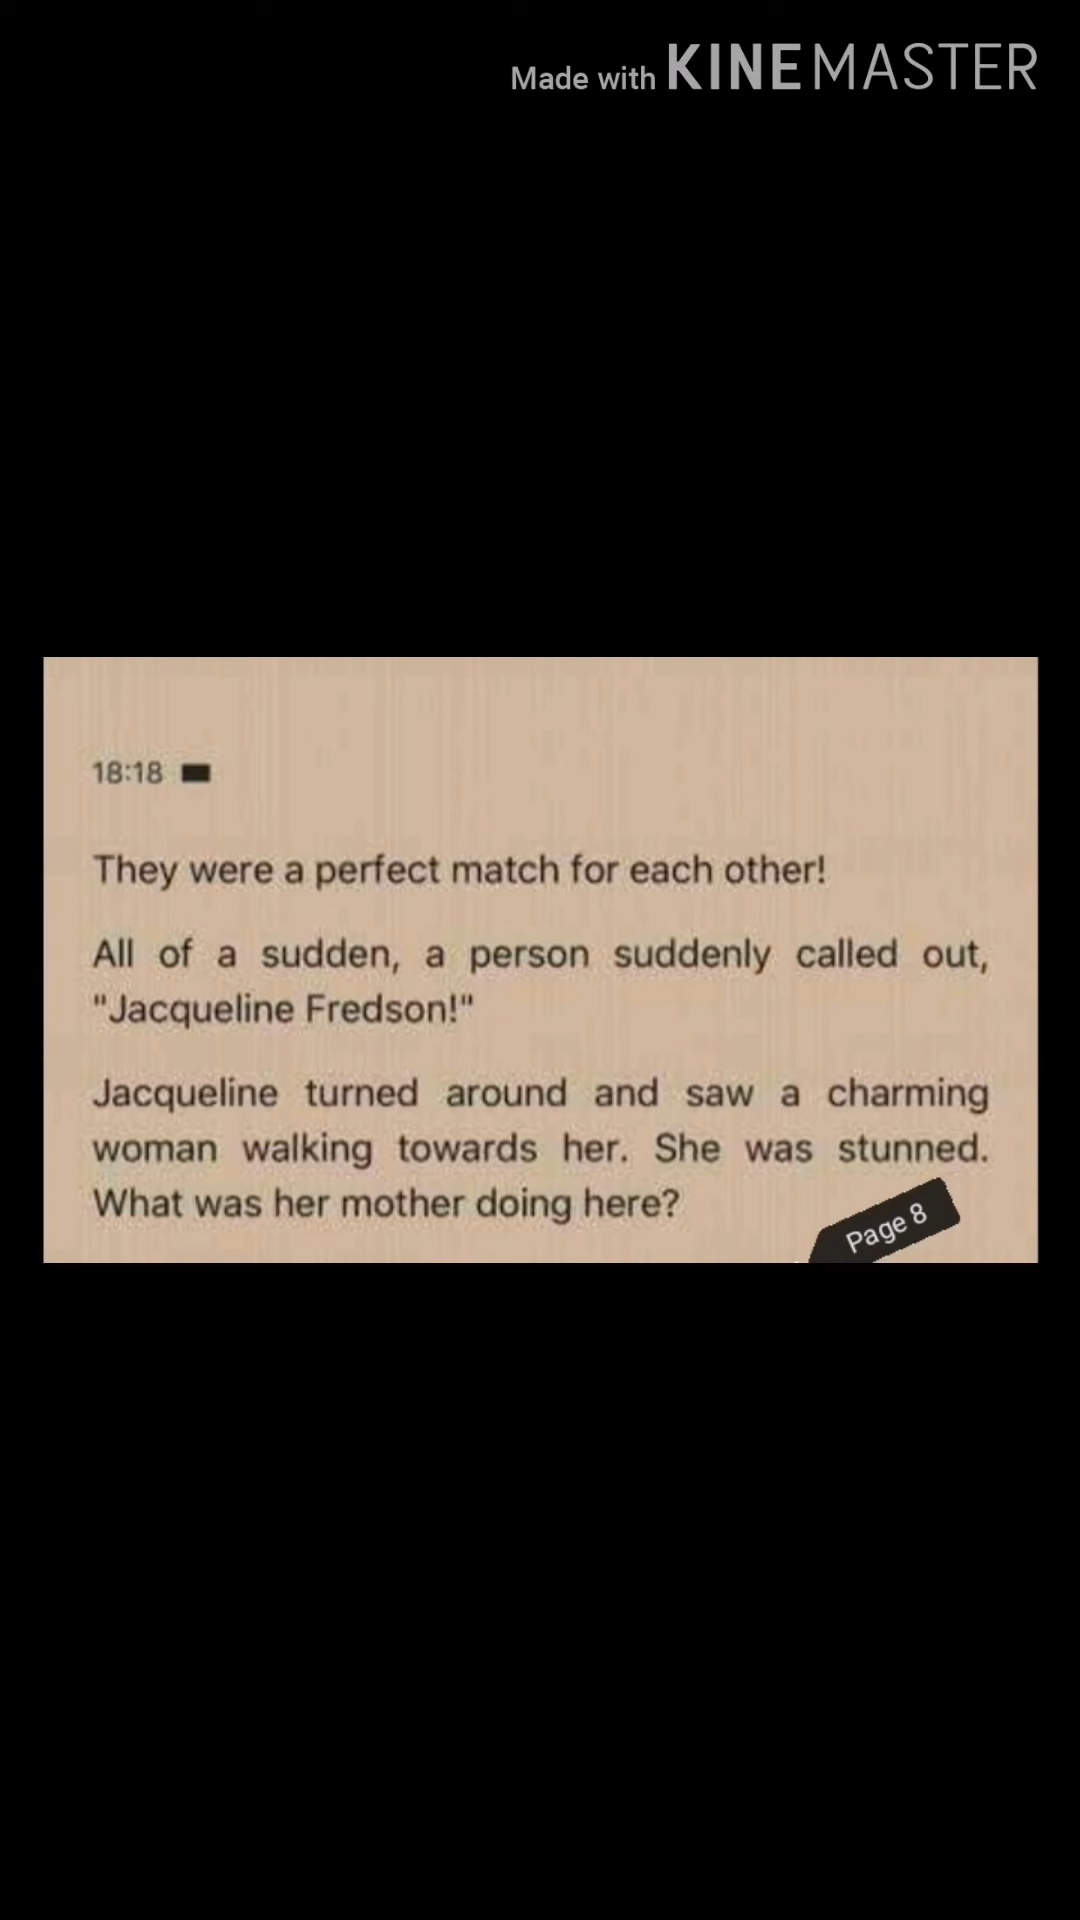 Made with KINEMASTER
18:18
They were a perfect match for each other!
All of a sudden, a person suddenly called out,
"Jacqueline Fredson!"
Jacqueline turned around and saw a charming
woman walking towards her. She was stunned.
What was her mother doing here?
Page 8